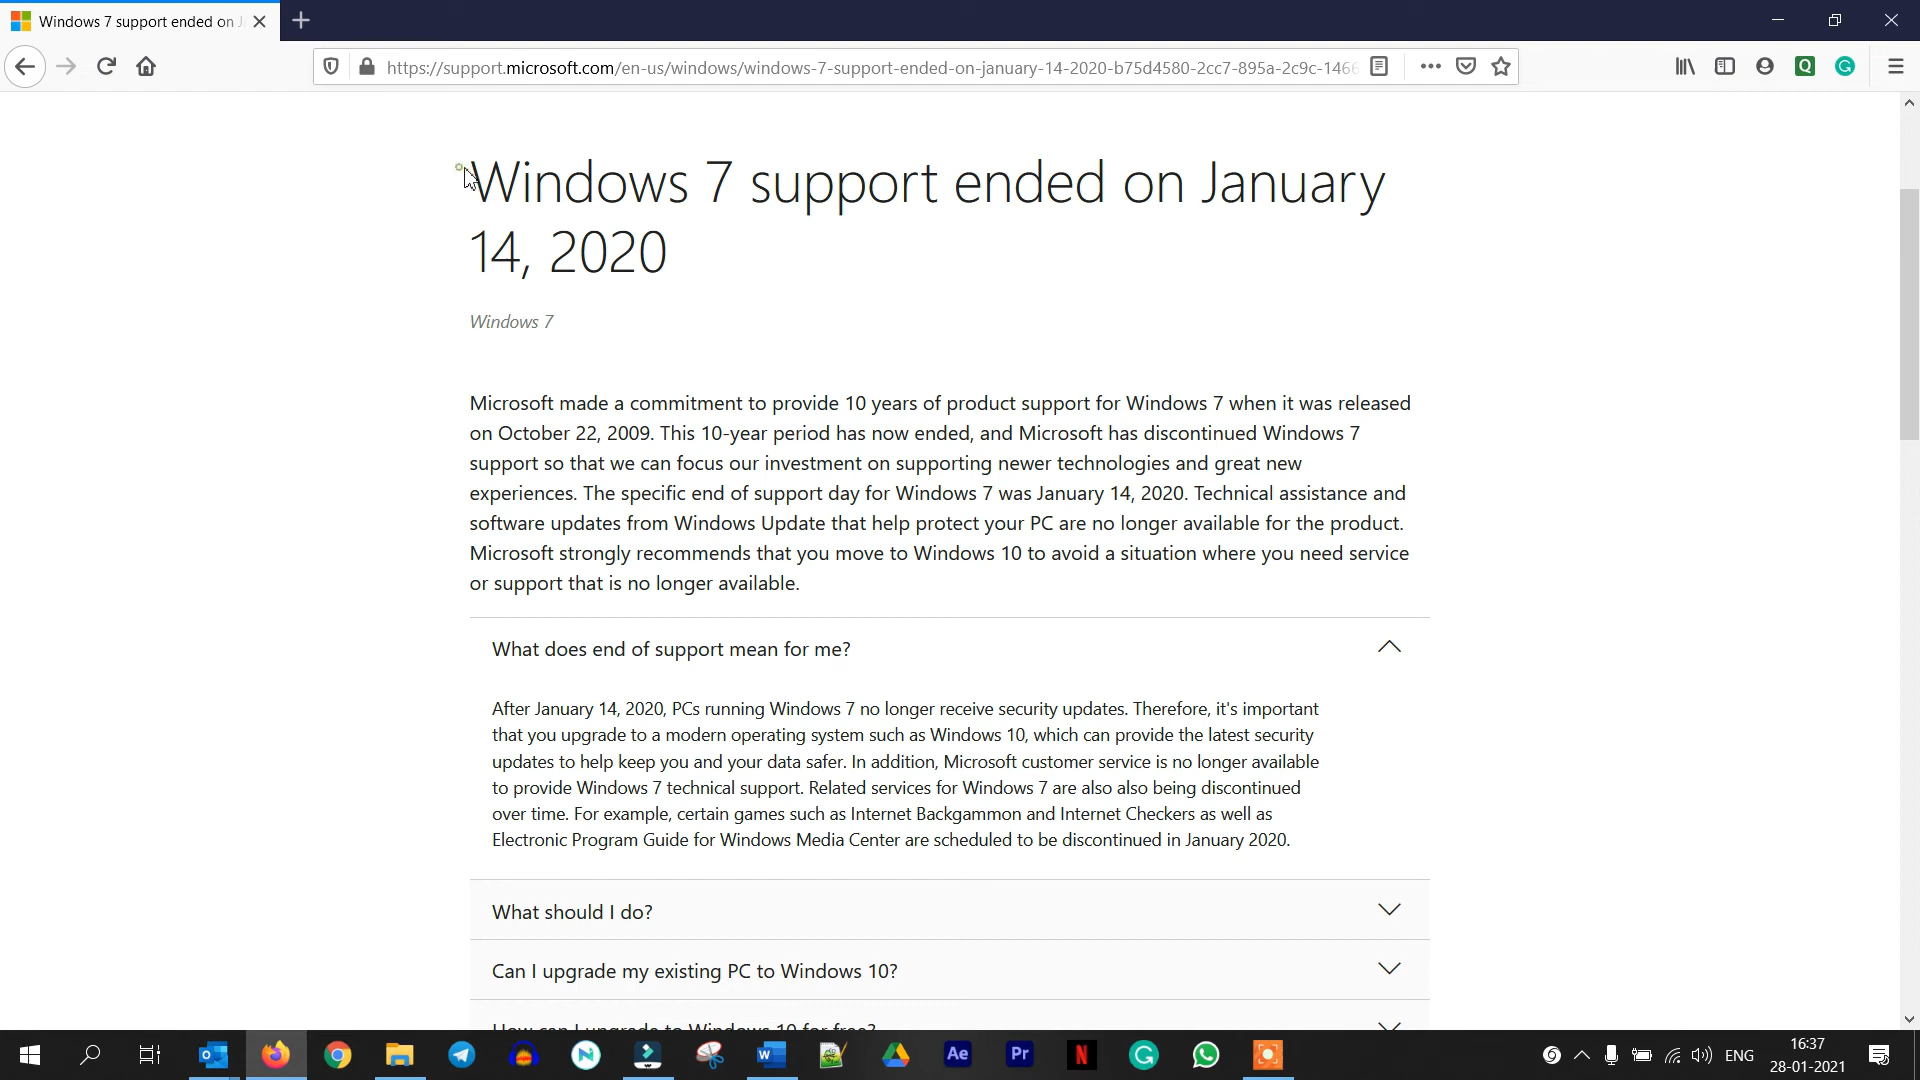 Windows 7 support ended on J
https://support.microsoft.com/en-us/windows/windows-7-support-ended-on-january-14-2020-b75d4580-2cc7-895a-2c9c-1466
Windows 7 support ended on January
14, 2020
Windows 7
Microsoft made a commitment to provide 10 years of product support for Windows 7 when it was released
on October 22, 2009. This 10-year period has now ended, and Microsoft has discontinued Windows 7
support so that we can focus our investment on supporting newer technologies and great new
experiences. The specific end of support day for Windows 7 was January 14, 2020. Technical assistance and
software updates from Windows Update that help protect your PC are no longer available for the product.
Microsoft strongly recommends that you move to Windows 10 to avoid a situation where you need service
or support that is no longer available.
What does end of support mean for me?
After January 14, 2020, PCs running Windows 7 no longer receive security updates. Therefore, it's important
that you upgrade to a modern operating system such as Windows 10, which can provide the latest security
updates to help keep you and your data safer. In addition, Microsoft customer service is no longer available
to provide Windows 7 technical support. Related services for Windows 7 are also also being discontinued
over time. For example, certain games such as Internet Backgammon and Internet Checkers as well as
Electronic Program Guide for Windows Media Center are scheduled to be discontinued in January 2020.
What should I do?
Can I upgrade my existing PC to Windows 10?
How can I upgrade to Windows 10 for free?
Ae
Pr
N
ENG
16:37
28-01-2021